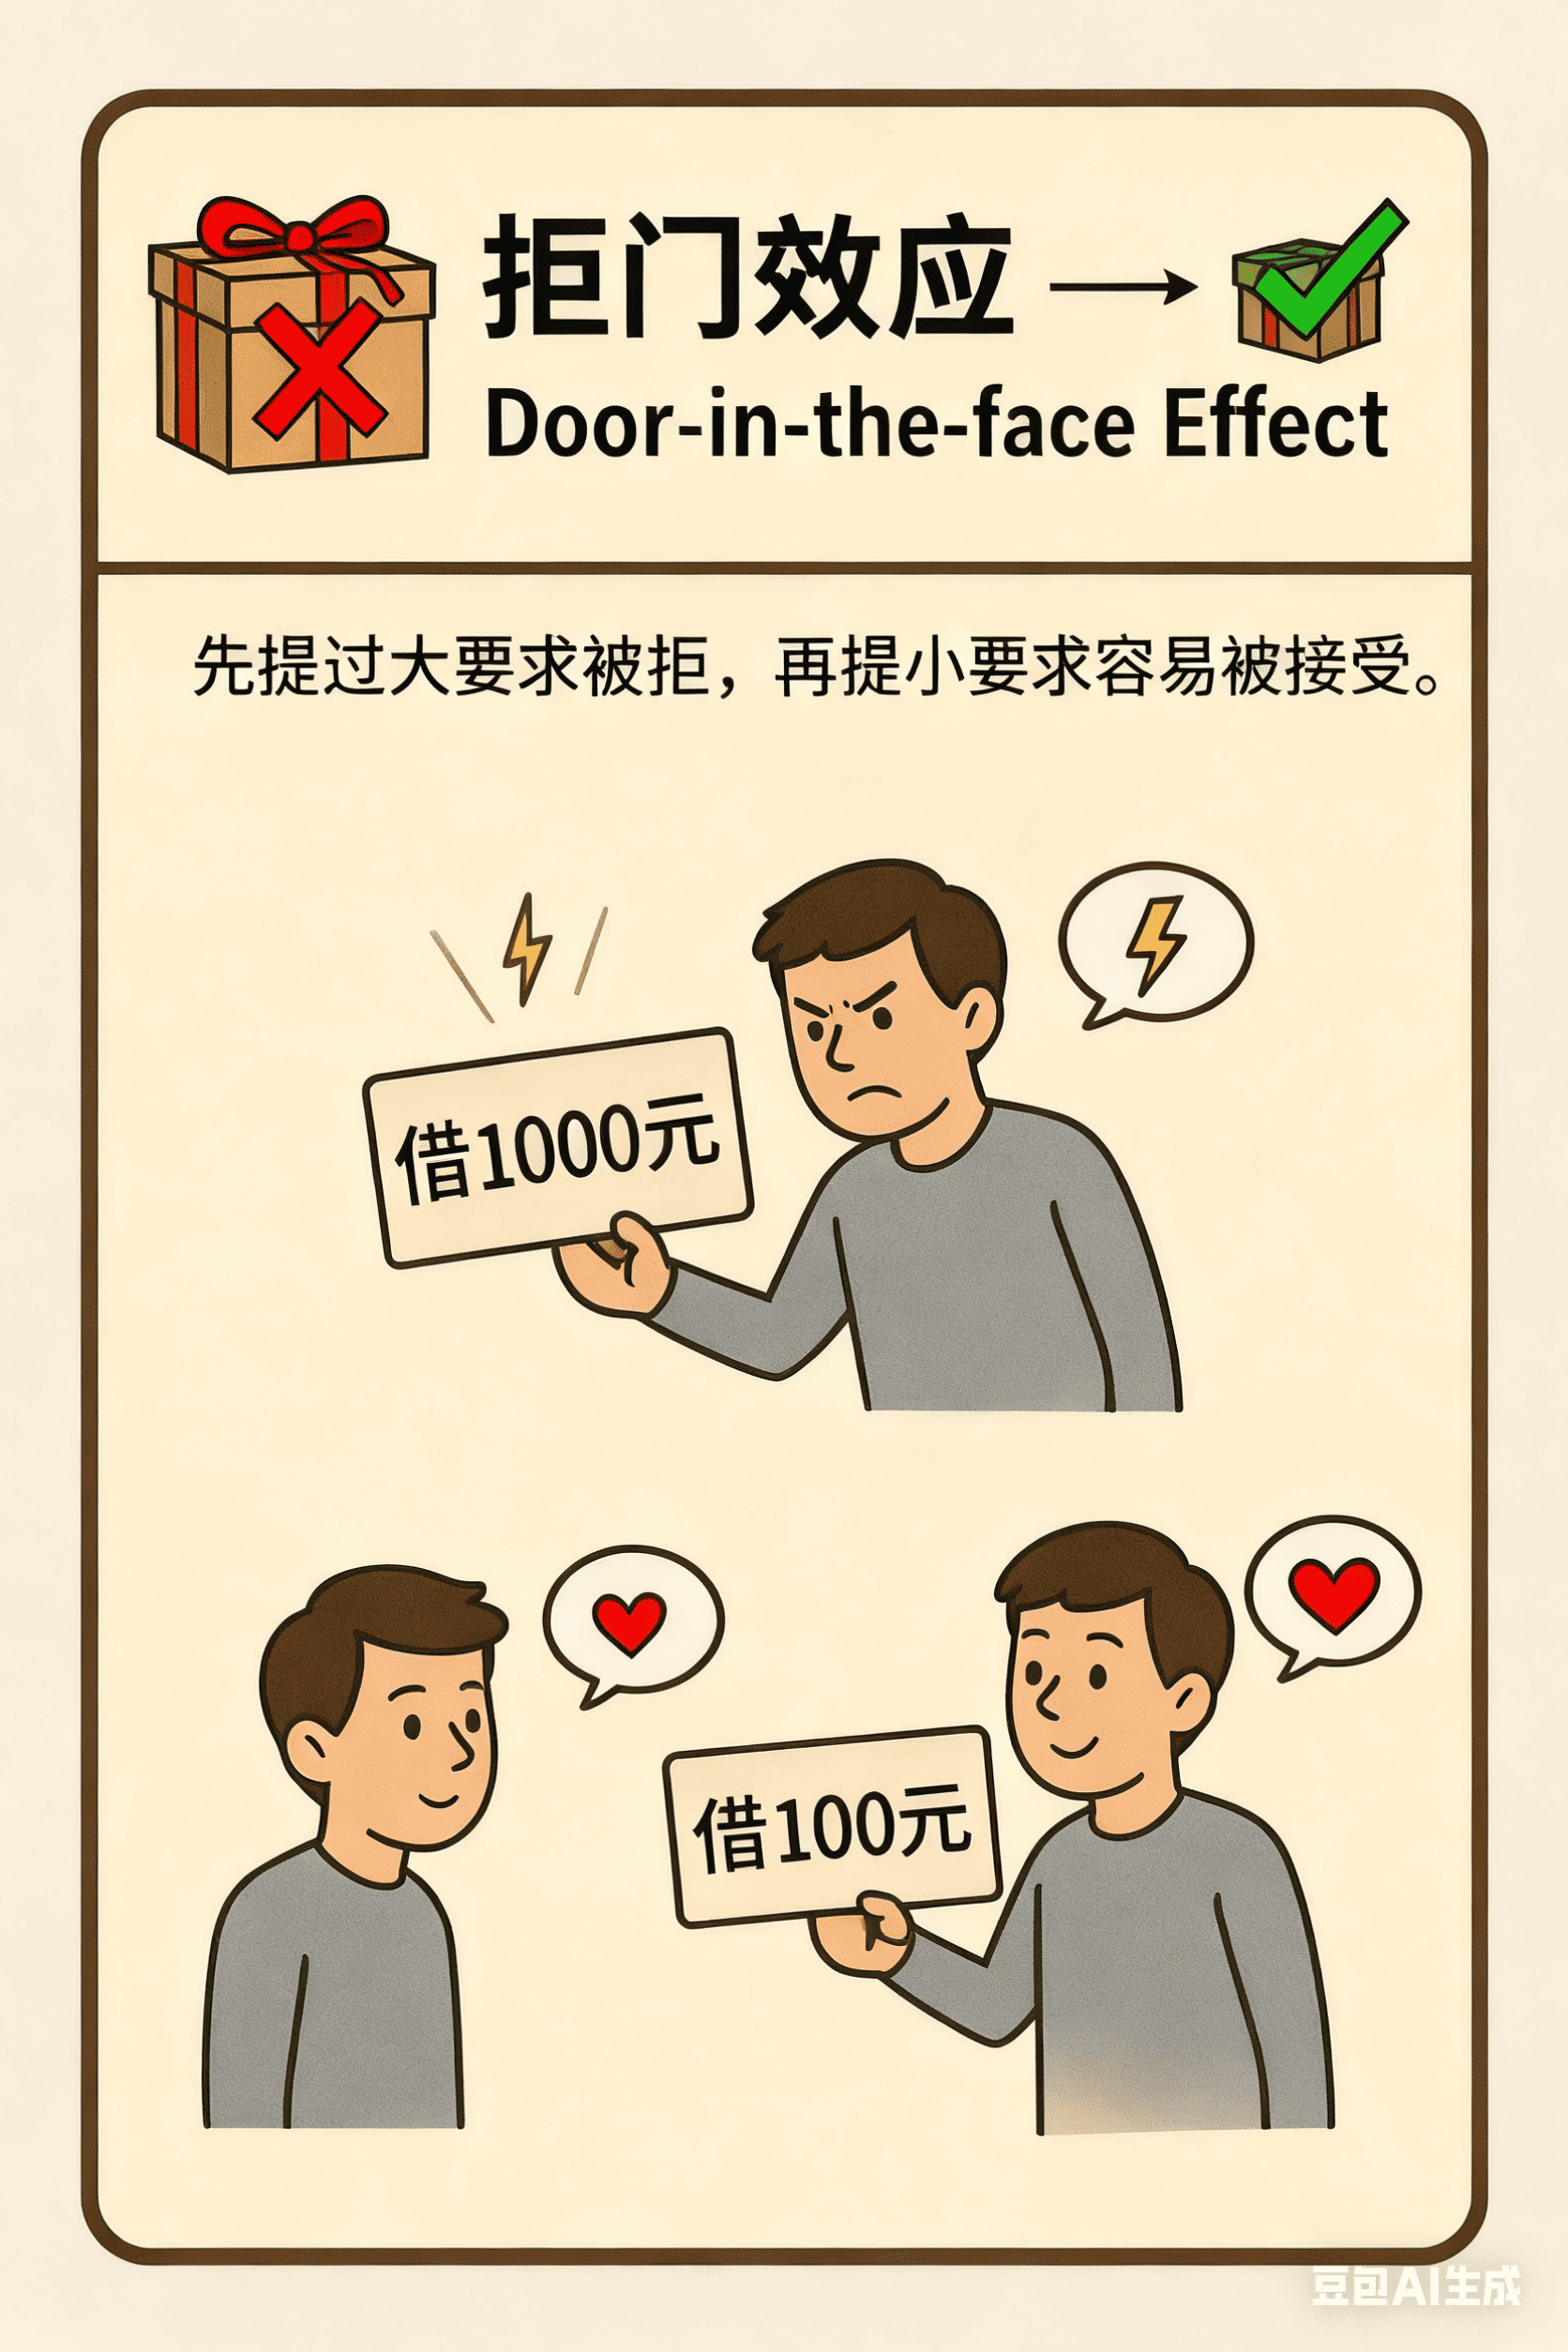 拒门效应
Door-in-the-face Effect
先提过大要求被拒，再提小要求容易被接受。
借1000元
借100元
豆包AI生成